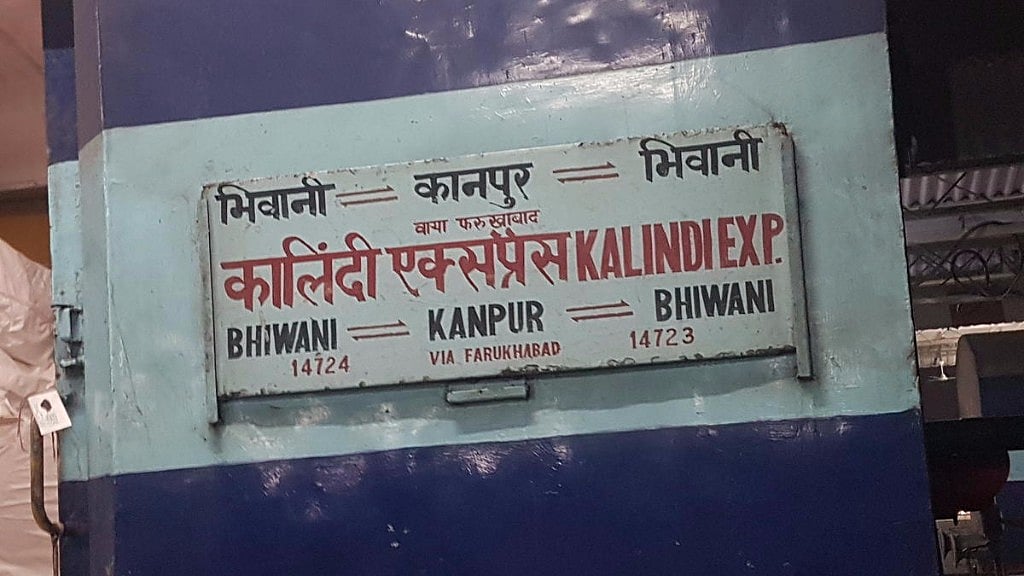 भिवानी ⇌ कानपुर ⇌ भिवानी
वाया फरुखाबाद
कालिंदी एक्सप्रेस KALINDI EXP.
BHIWANI ⇌ KANPUR ⇌ BHIWANI
14724 VIA FARUKHABAD 14723